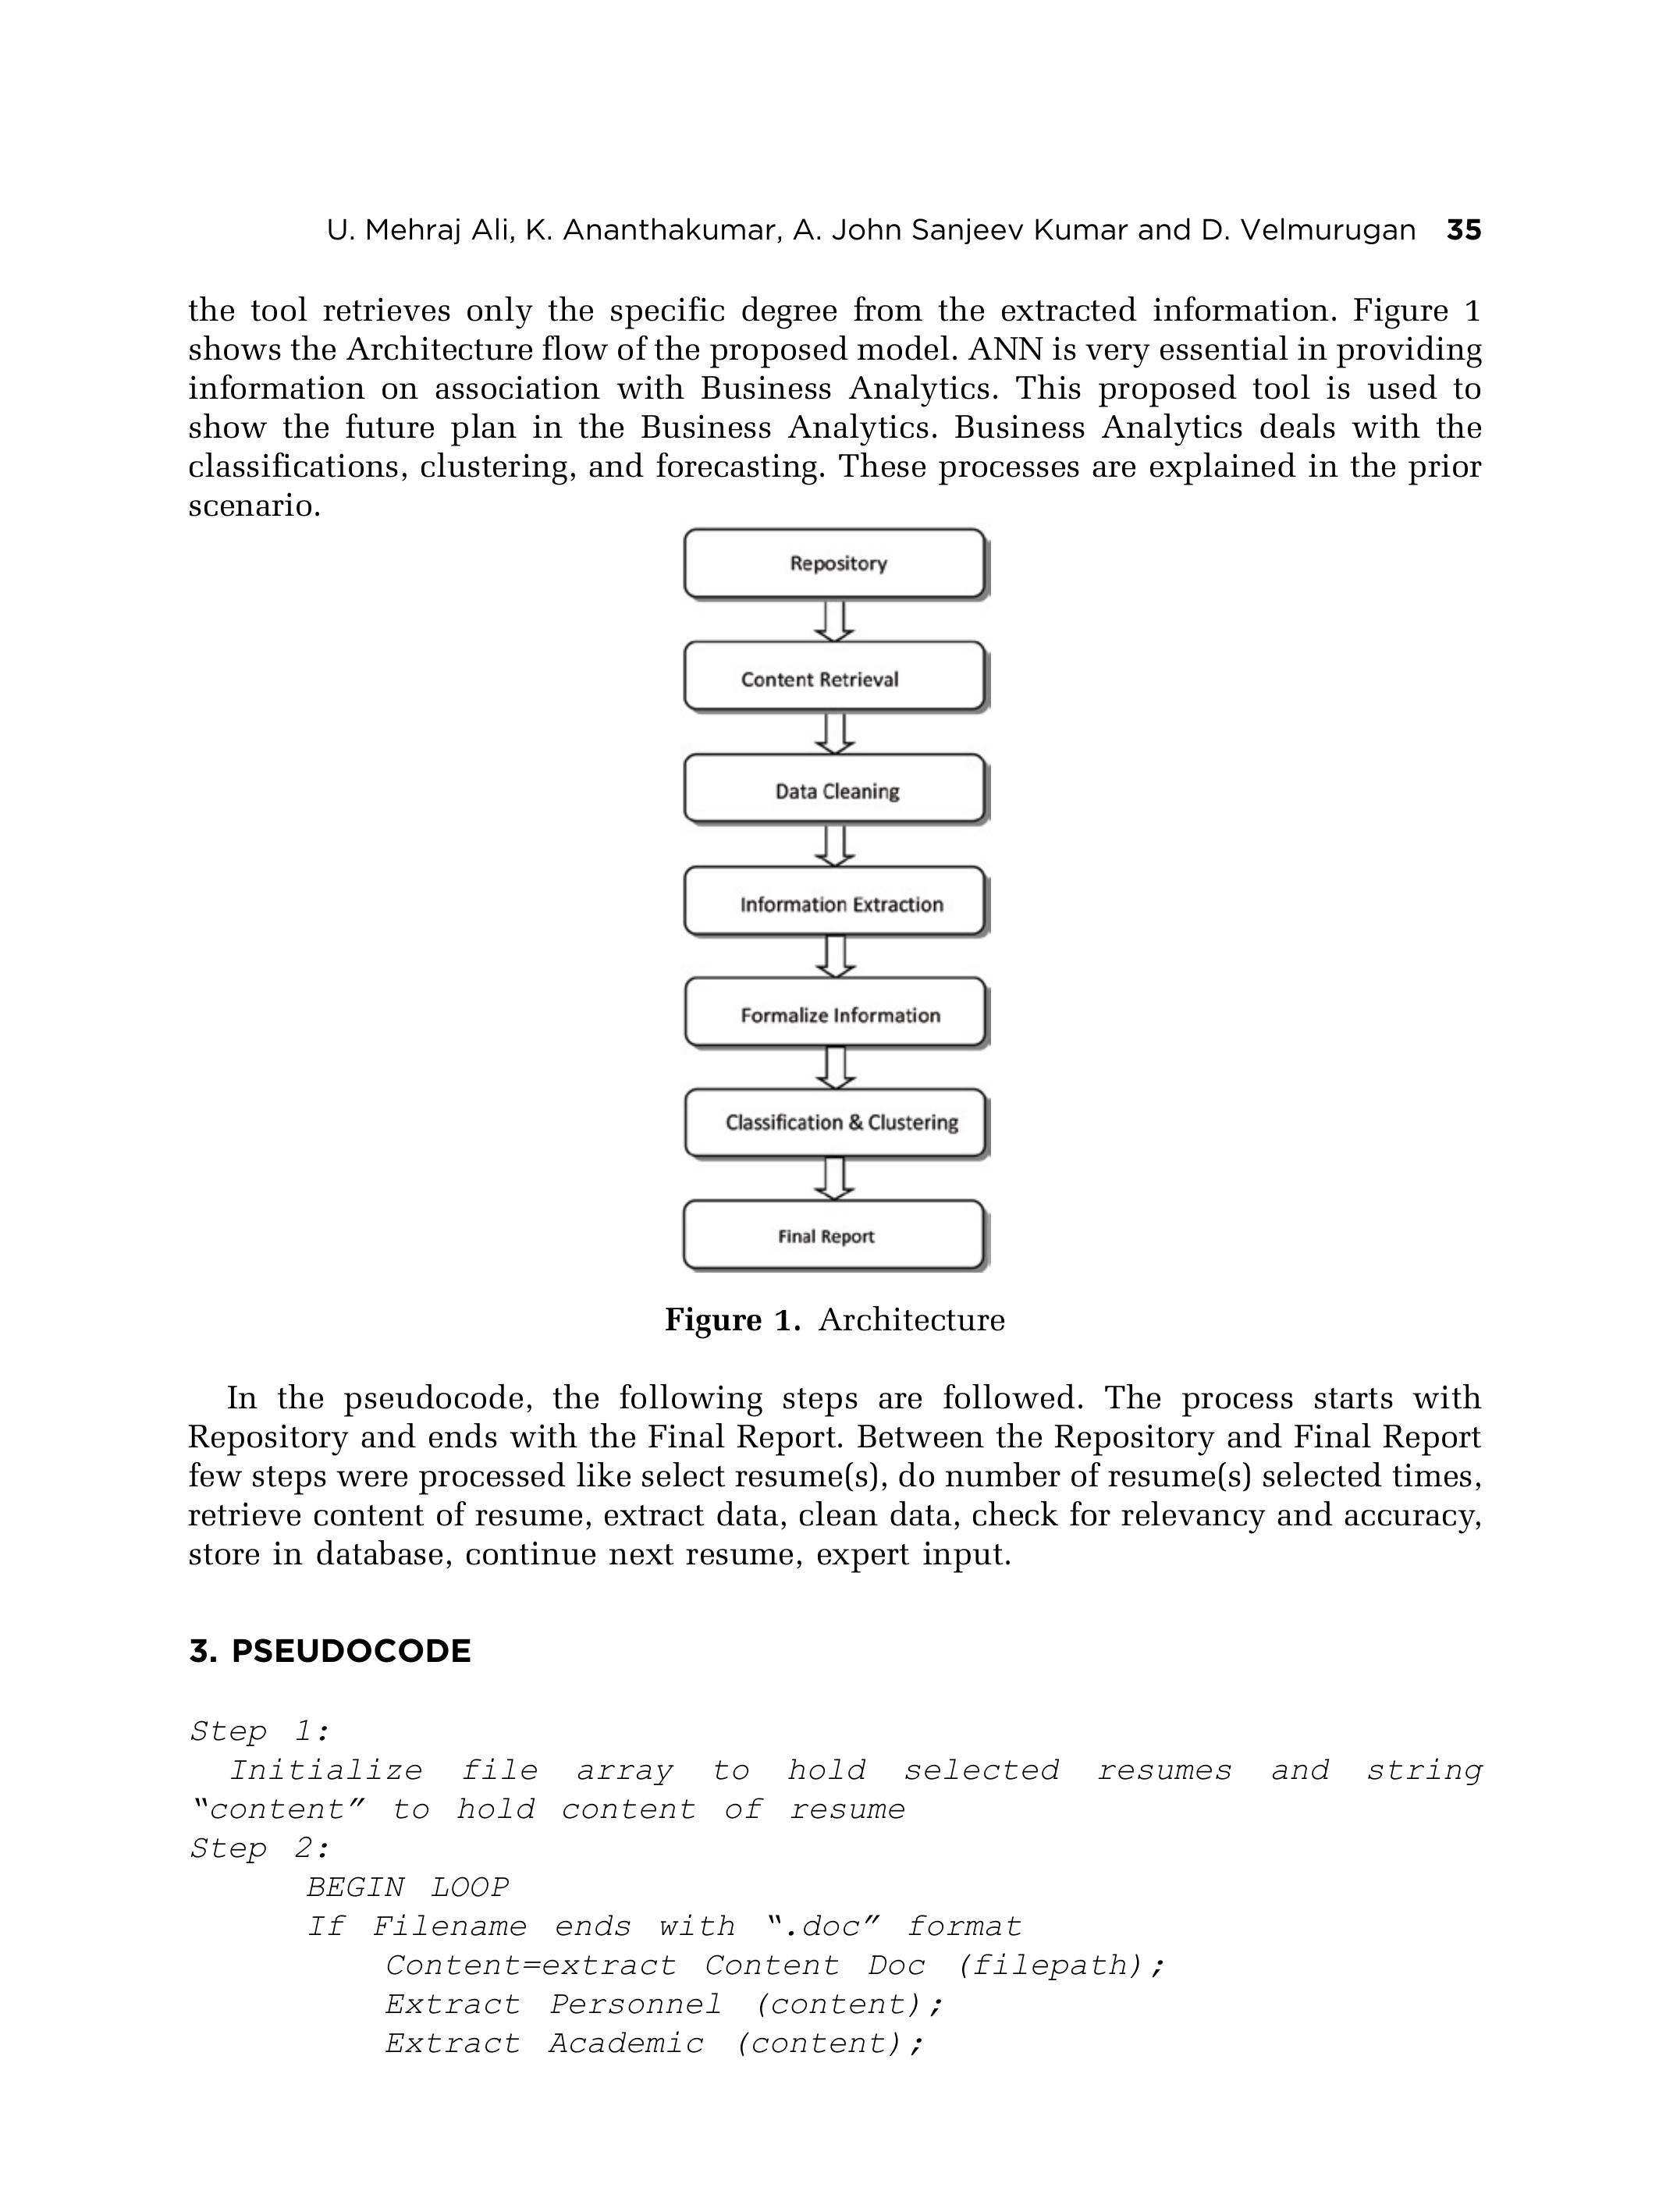 U. Mehraj Ali, K. Ananthakumar, A. John Sanjeev Kumar and D. Velmurugan 35
the tool retrieves only the specific degree from the extracted information. Figure 1
shows the Architecture flow of the proposed model. ANN is very essential in providing
information on association with Business Analytics. This proposed tool is used to
show the future plan in the Business Analytics. Business Analytics deals with the
classifications, clustering, and forecasting. These processes are explained in the prior
scenario.
Repository
Content Retrieval
Data Cleaning
Information Extraction
Formalize Information
Classification & Clustering
Final Report
Figure 1. Architecture
In the pseudocode, the following steps are followed. The process starts with
Repository and ends with the Final Report. Between the Repository and Final Report
few steps were processed like select resume(s), do number of resume(s) selected times,
retrieve content of resume, extract data, clean data, check for relevancy and accuracy,
store in database, continue next resume, expert input.
3. PSEUDOCODE
Step 1:
Initialize file array to hold selected resumes and string
“content” to hold content of resume
Step 2:
BEGIN LOOP
If Filename ends with “.doc” format
Content=extract Content Doc (filepath);
Extract Personnel (content);
Extract Academic (content);